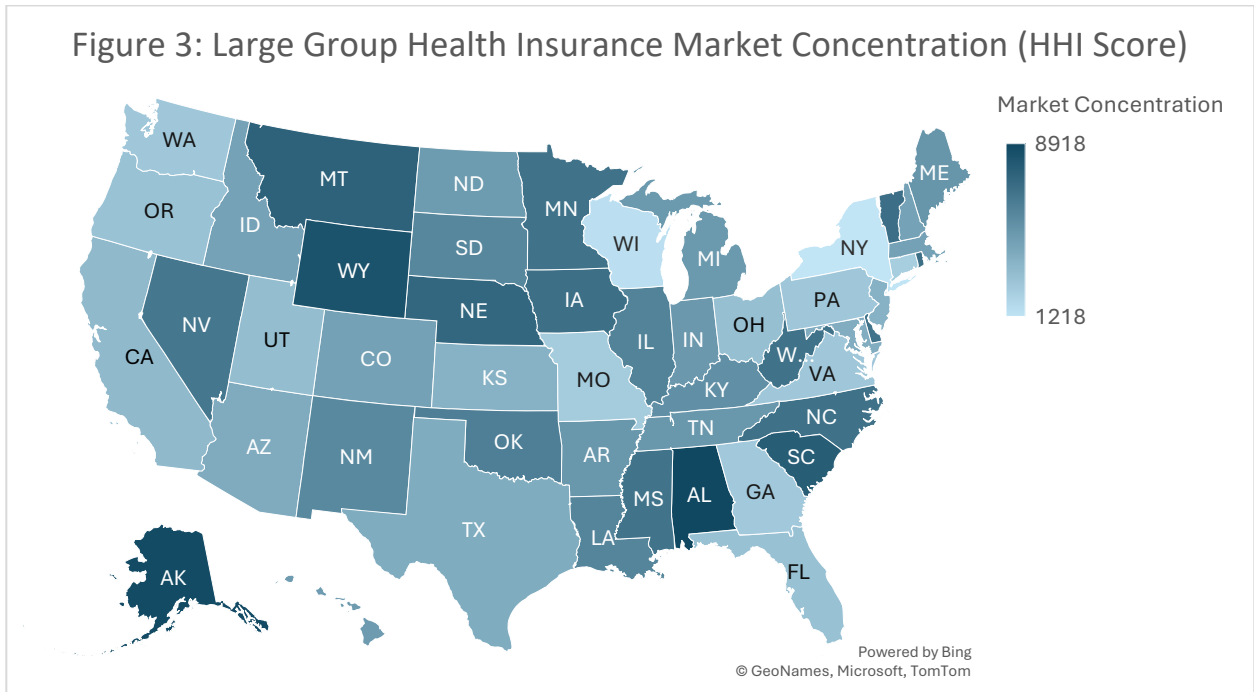 Figure 3: Large Group Health Insurance Market Concentration (HHI Score)
Market Concentration
8918
1218
WA
MT
ND
MN
ME
OR
ID
SD
WI
MI
NY
WY
NE
IA
PA
NV
UT
CO
KS
MO
IL
IN
OH
W...
VA
CA
KY
AZ
NM
OK
AR
TN
NC
SC
TX
LA
MS
AL
GA
FL
AK
Powered by Bing
© GeoNames, Microsoft, TomTom